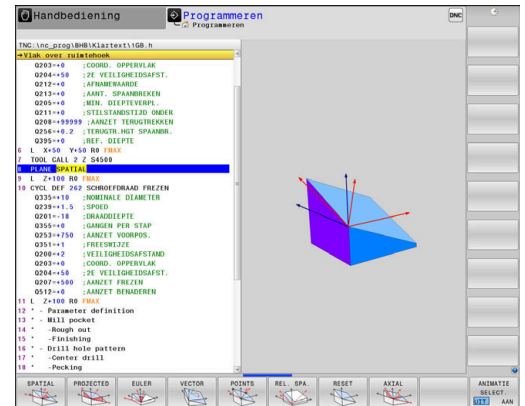 Handbediening
Programmeren
Programmeren
DNC
TNC:\nc_prog\BHB\Klartext\1GB.h
→Vlak over ruimtehoek
Q203=+0 ;COORD. OPPERVLAK
Q204=+50 ;2E VEILIGHEIDSAFST.
Q212=+0 ;AFNAMEWAARDE
Q213=+0 ;AANT. SPAANBREKEN
Q205=+0 ;MIN. DIEPTEVERPL.
Q211=+0 ;STILSTANDSTIJD ONDER
Q208=+99999 ;AANZET TERUGTREKKEN
Q256=+0.2 ;TERUGTR.HGT SPAANBR.
Q395=+0 ;REF. DIEPTE
6 L X+50 Y+50 R0 FMAX
7 TOOL CALL 2 Z S4500
8 PLANE SPATIAL
9 L Z+100 R0 FMAX
10 CYCL DEF 262 SCHROEFDRAAD FREZEN
Q335=+10 ;NOMINALE DIAMETER
Q239=+1.5 ;SPOED
Q201=-18 ;DRAADDIEPTE
Q355=+0 ;GANGEN PER STAP
Q253=+750 ;AANZET VOORPOS.
Q351=+1 ;FREESWIJZE
Q200=+2 ;VEILIGHEIDSAFSTAND
Q203=+0 ;COORD. OPPERVLAK
Q204=+50 ;2E VEILIGHEIDSAFST.
Q207=+500 ;AANZET FREZEN
Q512=+0 ;AANZET BENADEREN
11 L Z+100 R0 FMAX
12 * - Parameter definition
13 * - Mill pocket
14 * -Rough out
15 * -Finishing
16 * - Drill hole pattern
17 * -Center drill
18 * -Pecking
SPATIAL PROJECTED EULER VECTOR POINTS REL. SPA. RESET AXIAL
ANIMATIE
SELECT.
UIT AAN